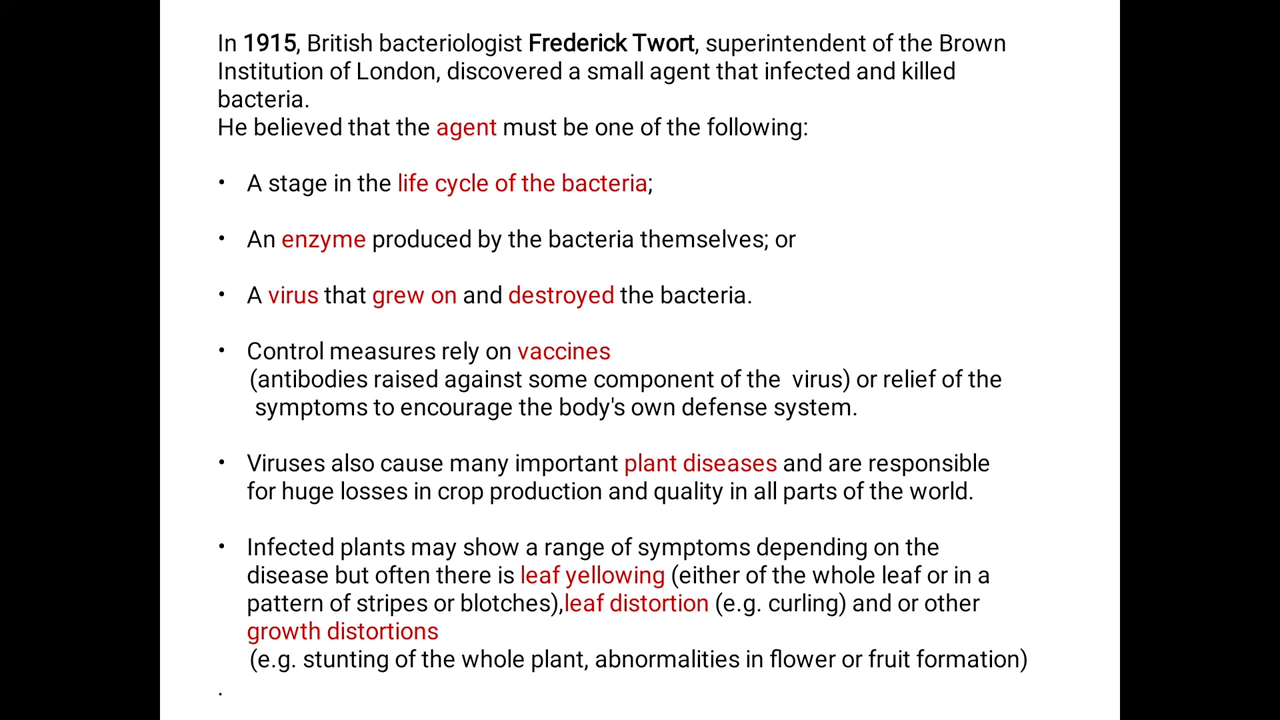 In 1915, British bacteriologist Frederick Twort, superintendent of the Brown
Institution of London, discovered a small agent that infected and killed
bacteria.
He believed that the agent must be one of the following:
• A stage in the life cycle of the bacteria;
• An enzyme produced by the bacteria themselves; or
• A virus that grew on and destroyed the bacteria.
• Control measures rely on vaccines
(antibodies raised against some component of the virus) or relief of the
symptoms to encourage the body's own defense system.
• Viruses also cause many important plant diseases and are responsible
for huge losses in crop production and quality in all parts of the world.
• Infected plants may show a range of symptoms depending on the
disease but often there is leaf yellowing (either of the whole leaf or in a
pattern of stripes or blotches),leaf distortion (e.g. curling) and or other
growth distortions
(e.g. stunting of the whole plant, abnormalities in flower or fruit formation)
.